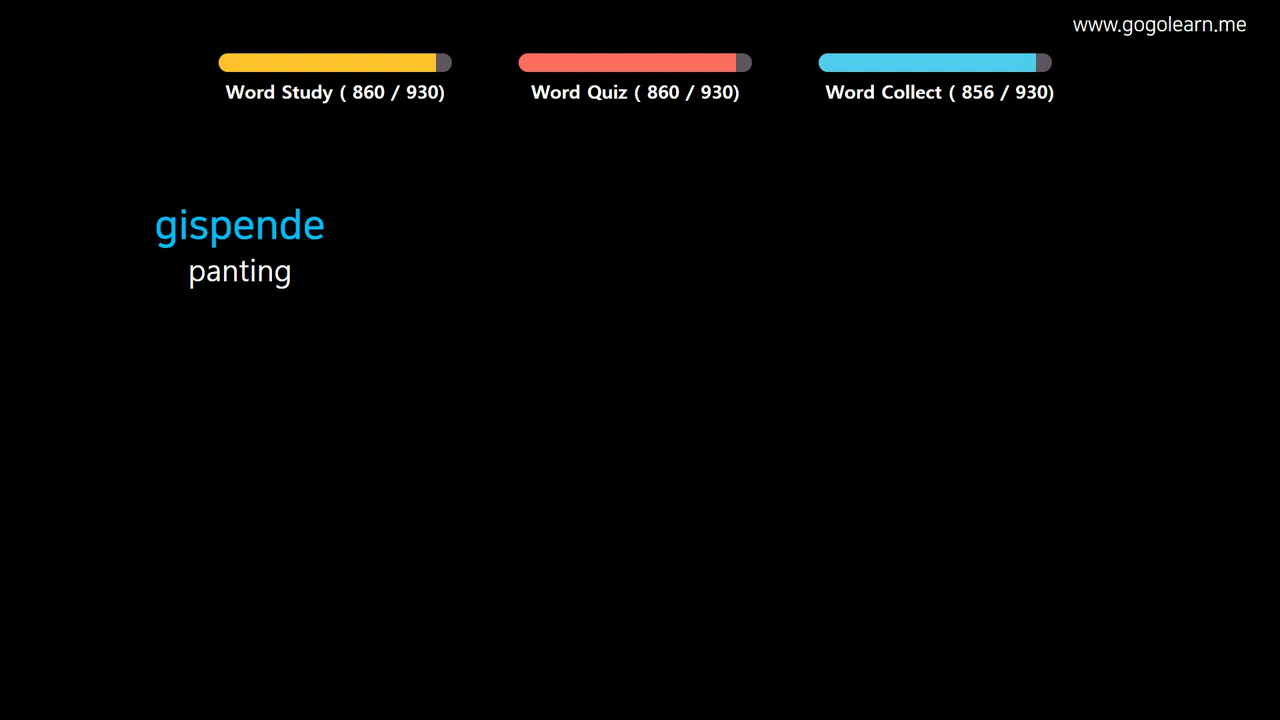 www.gogolearn.me
Word Study ( 860 / 930)
Word Quiz ( 860 / 930)
Word Collect ( 856 / 930)
gispende
panting